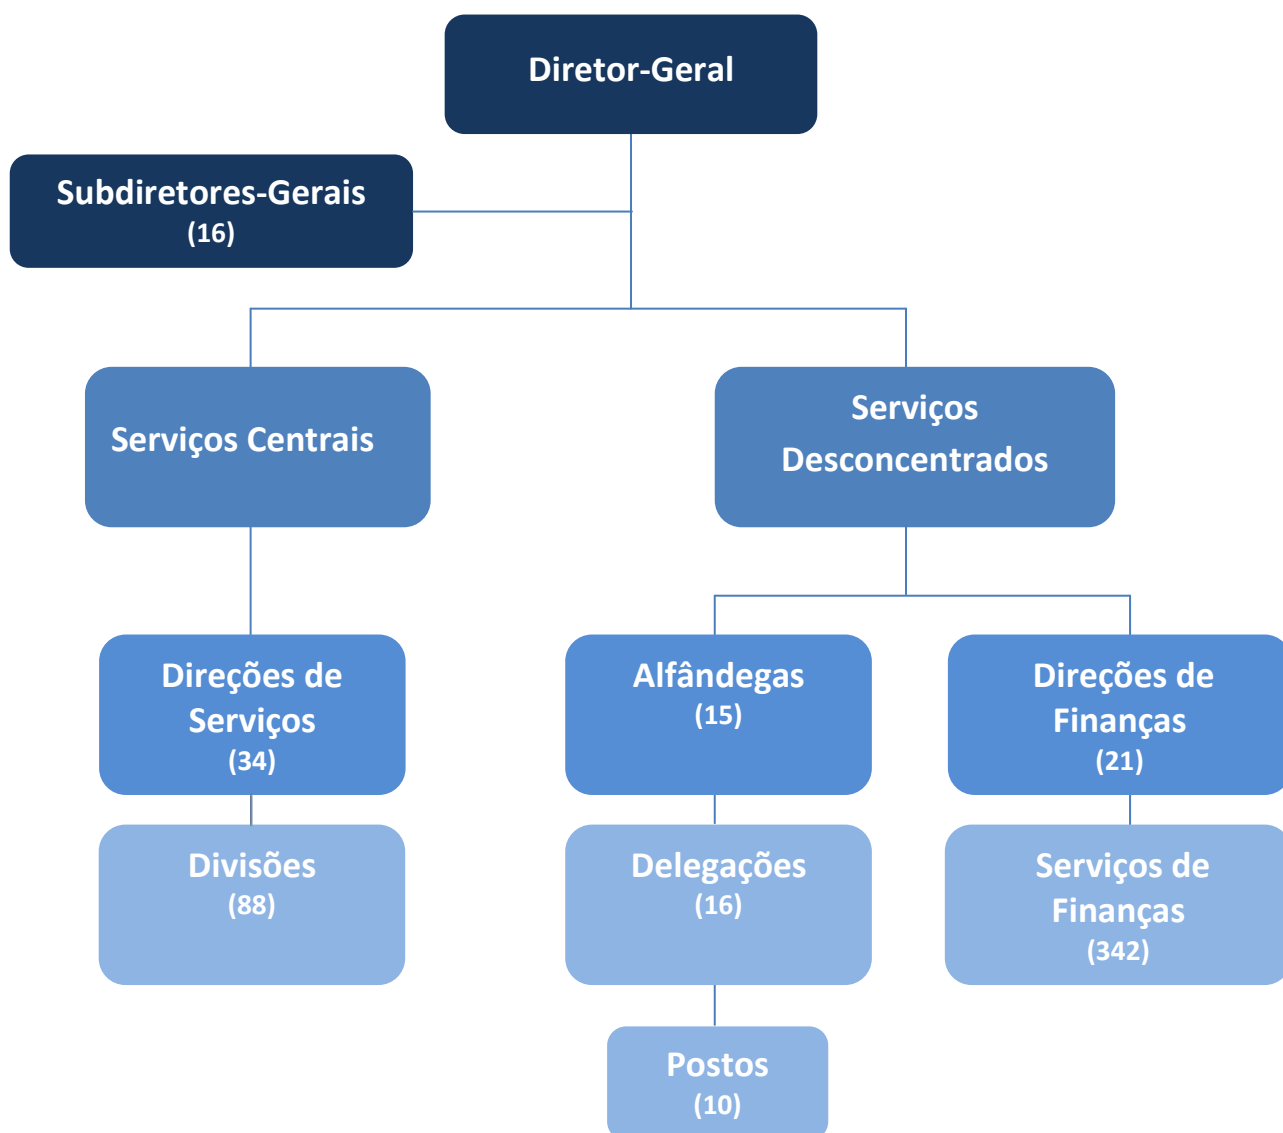 Diretor-Geral
Subdiretores-Gerais
(16)
Serviços Centrais
Serviços
Desconcentrados
Direções de
Serviços
(34)
Alfândegas
(15)
Direções de
Finanças
(21)
Divisões
(88)
Delegações
(16)
Serviços de
Finanças
(342)
Postos
(10)